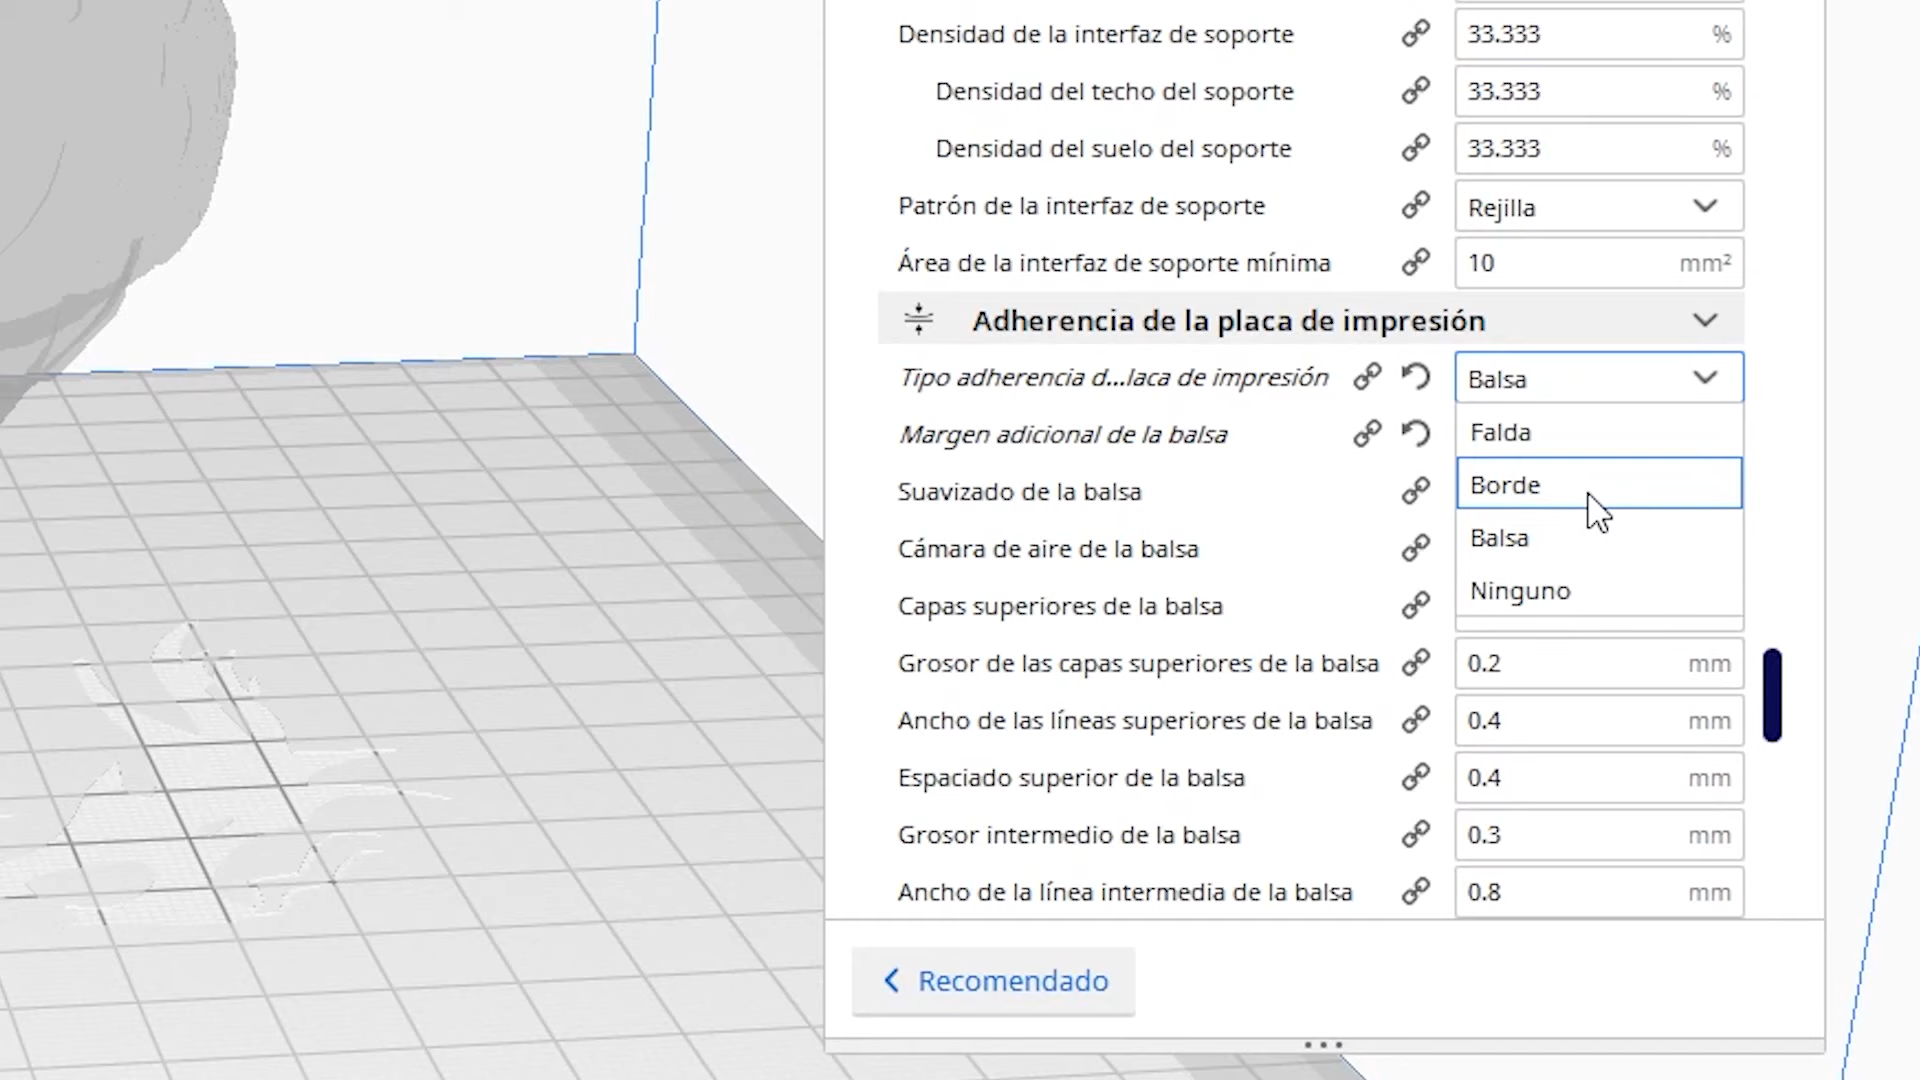 Densidad de la interfaz de soporte 33.333 %
Densidad del techo del soporte 33.333 %
Densidad del suelo del soporte 33.333 %
Patrón de la interfaz de soporte Rejilla
Área de la interfaz de soporte mínima 10 mm²
Adherencia de la placa de impresión
Tipo adherencia d...laca de impresión Balsa
Falda
Margen adicional de la balsa
Borde
Suavizado de la balsa
Balsa
Cámara de aire de la balsa
Ninguno
Capas superiores de la balsa
Grosor de las capas superiores de la balsa 0.2 mm
Ancho de las líneas superiores de la balsa 0.4 mm
Espaciado superior de la balsa 0.4 mm
Grosor intermedio de la balsa 0.3 mm
Ancho de la línea intermedia de la balsa 0.8 mm
Recomendado